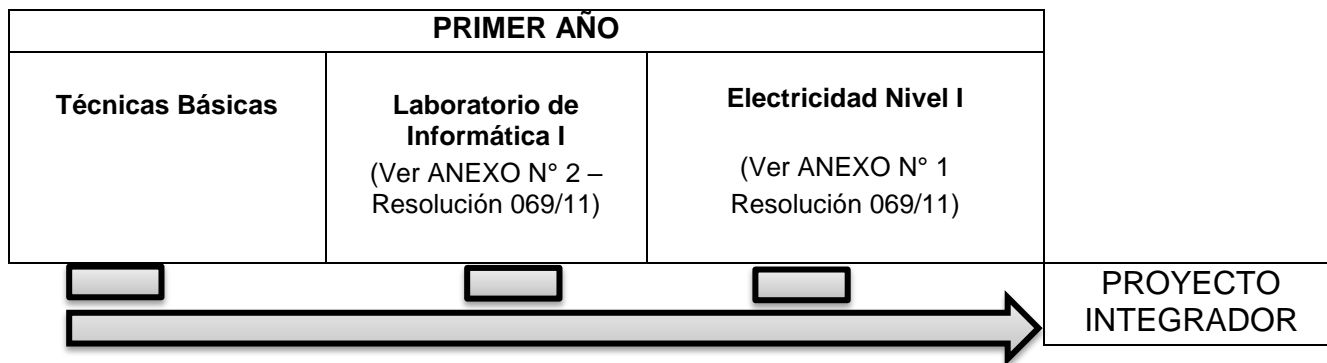 PRIMER AÑO
Técnicas Básicas
Laboratorio de
Informática I
(Ver ANEXO N° 2 –
Resolución 069/11)
Electricidad Nivel I
(Ver ANEXO N° 1
Resolución 069/11)
PROYECTO
INTEGRADOR